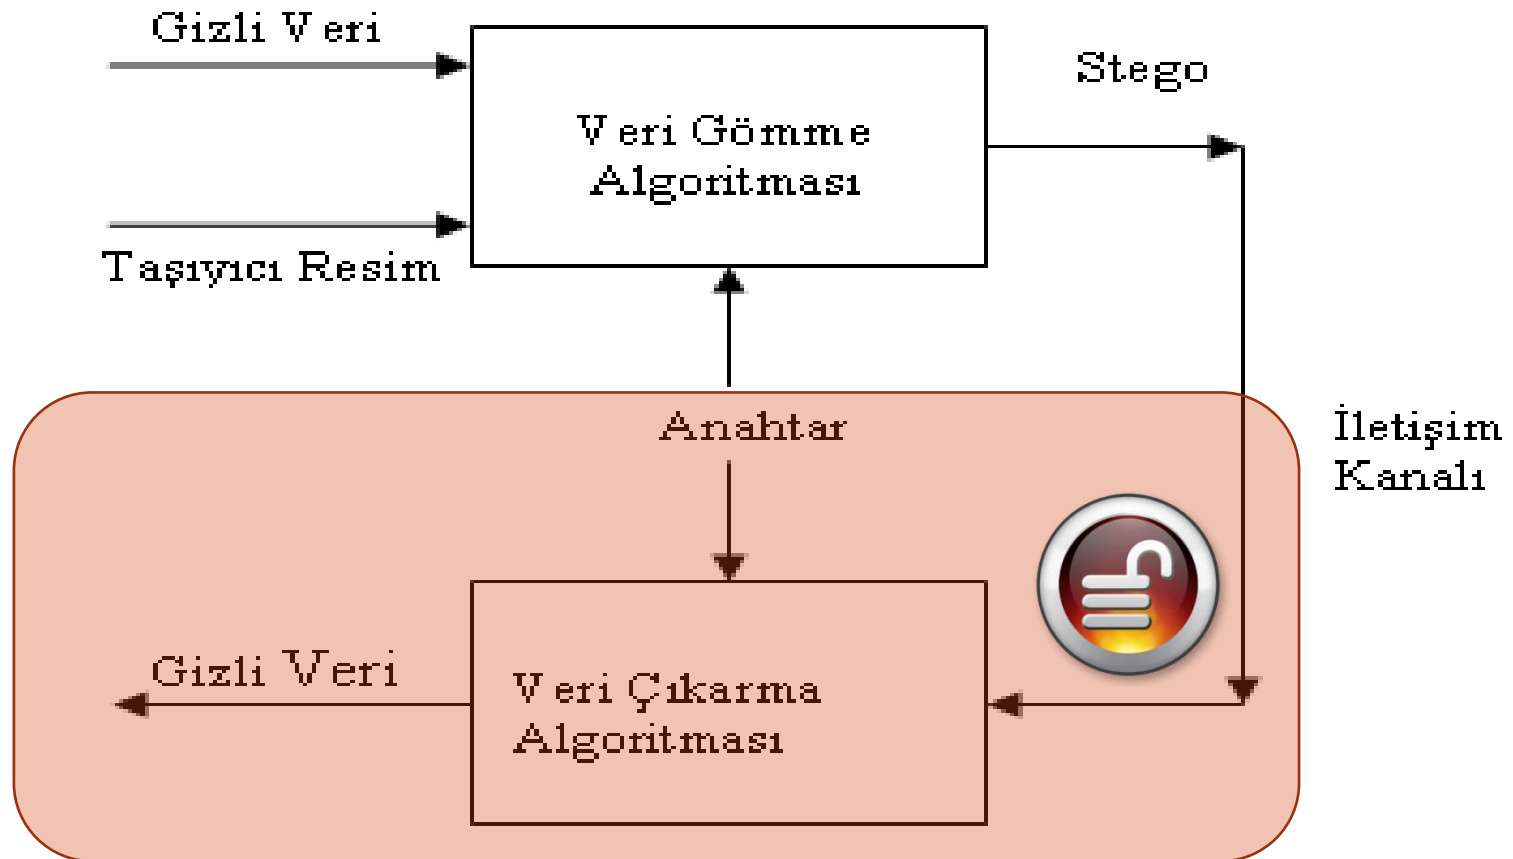 Gizli Veri
Stego
Veri Gömme
Algoritması
Taşıyıcı Resim
Anahtar
İletişim
Kanalı
Gizli Veri
Veri Çıkarma
Algoritması